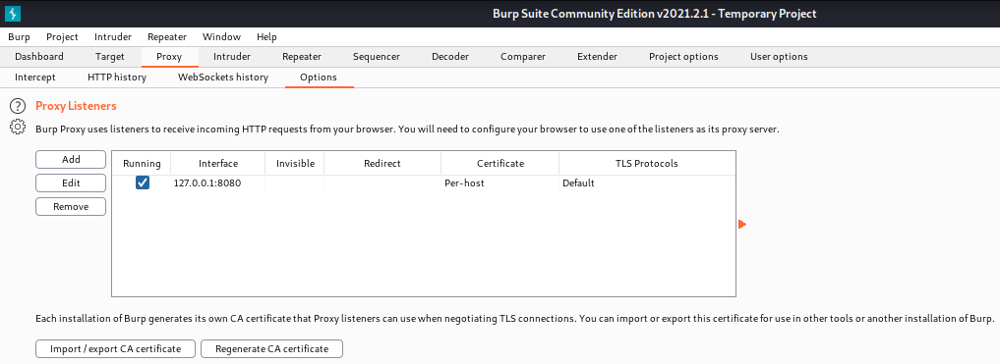 Burp Suite Community Edition v2021.2.1 - Temporary Project
Burp Project Intruder Repeater Window Help
Dashboard Target Proxy Intruder Repeater Sequencer Decoder Comparer Extender Project options User options
Intercept HTTP history WebSockets history Options
? Proxy Listeners
Burp Proxy uses listeners to receive incoming HTTP requests from your browser. You will need to configure your browser to use one of the listeners as its proxy server.
Add Running Interface Invisible Redirect Certificate TLS Protocols
Edit 127.0.0.1:8080 Per-host Default
Remove
Each installation of Burp generates its own CA certificate that Proxy listeners can use when negotiating TLS connections. You can import or export this certificate for use in other tools or another installation of Burp.
Import / export CA certificate Regenerate CA certificate